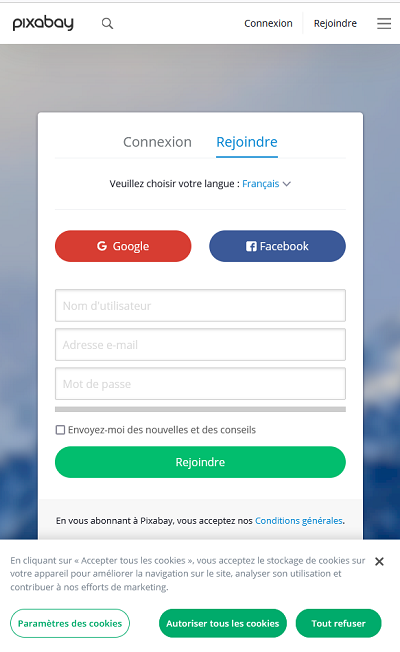 pixabay
Connexion Rejoindre
Connexion Rejoindre
Veuillez choisir votre langue : Français
Google Facebook
Nom d'utilisateur
Adresse e-mail
Mot de passe
Envoyez-moi des nouvelles et des conseils
Rejoindre
En vous abonnant à Pixabay, vous acceptez nos Conditions générales.
En cliquant sur « Accepter tous les cookies », vous acceptez le stockage de cookies sur
votre appareil pour améliorer la navigation sur le site, analyser son utilisation et
contribuer à nos efforts de marketing.
Paramètres des cookies Autoriser tous les cookies Tout refuser